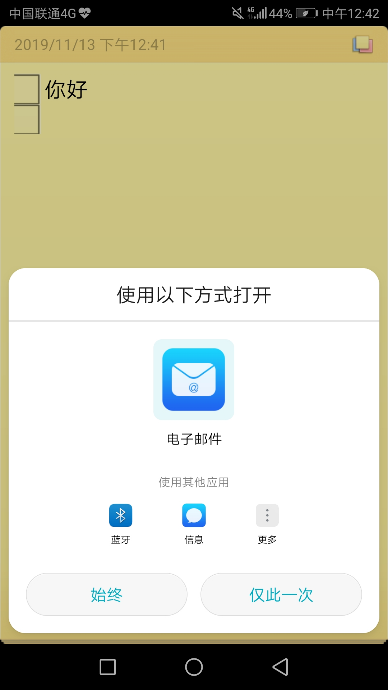 中国联通4G 4G 44% 中午12:42
2019/11/13 下午12:41
你好
使用以下方式打开
@
电子邮件
使用其他应用
蓝牙 信息 更多
始终 仅此一次